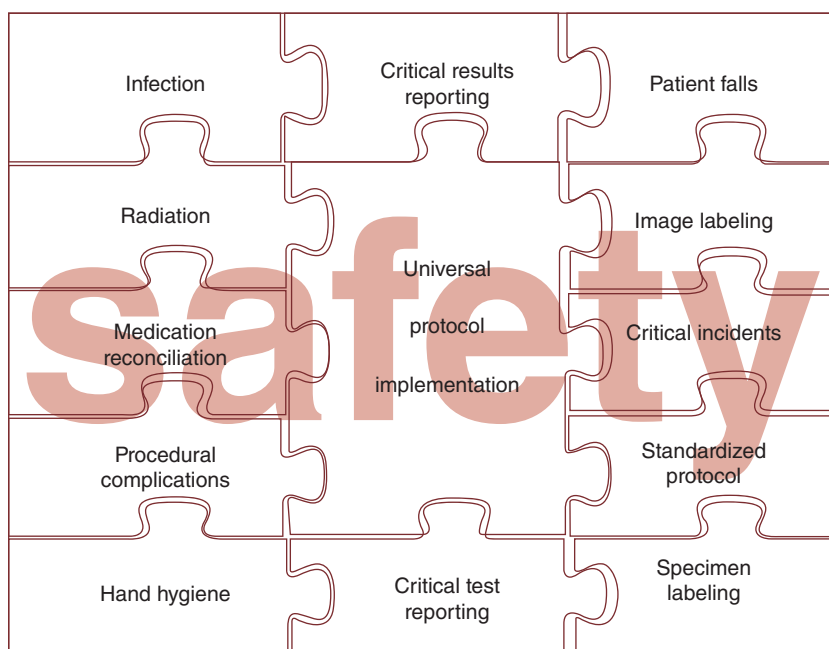 Infection
Critical results
reporting
Patient falls
Radiation
Image labeling
Universal
protocol
implementation
safety
Medication
reconciliation
Critical incidents
Procedural
complications
Standardized
protocol
Hand hygiene
Critical test
reporting
Specimen
labeling